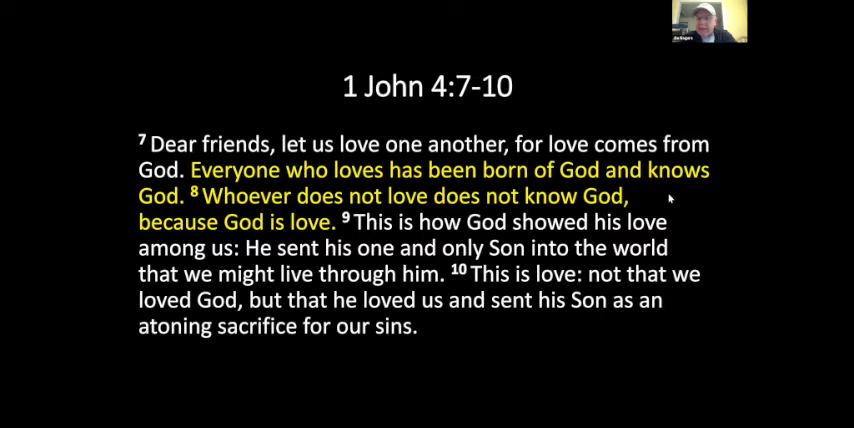 Jim Rogers
1 John 4:7-10
7 Dear friends, let us love one another, for love comes from
God. Everyone who loves has been born of God and knows
God. 8 Whoever does not love does not know God,
because God is love. 9 This is how God showed his love
among us: He sent his one and only Son into the world
that we might live through him. 10 This is love: not that we
loved God, but that he loved us and sent his Son as an
atoning sacrifice for our sins.